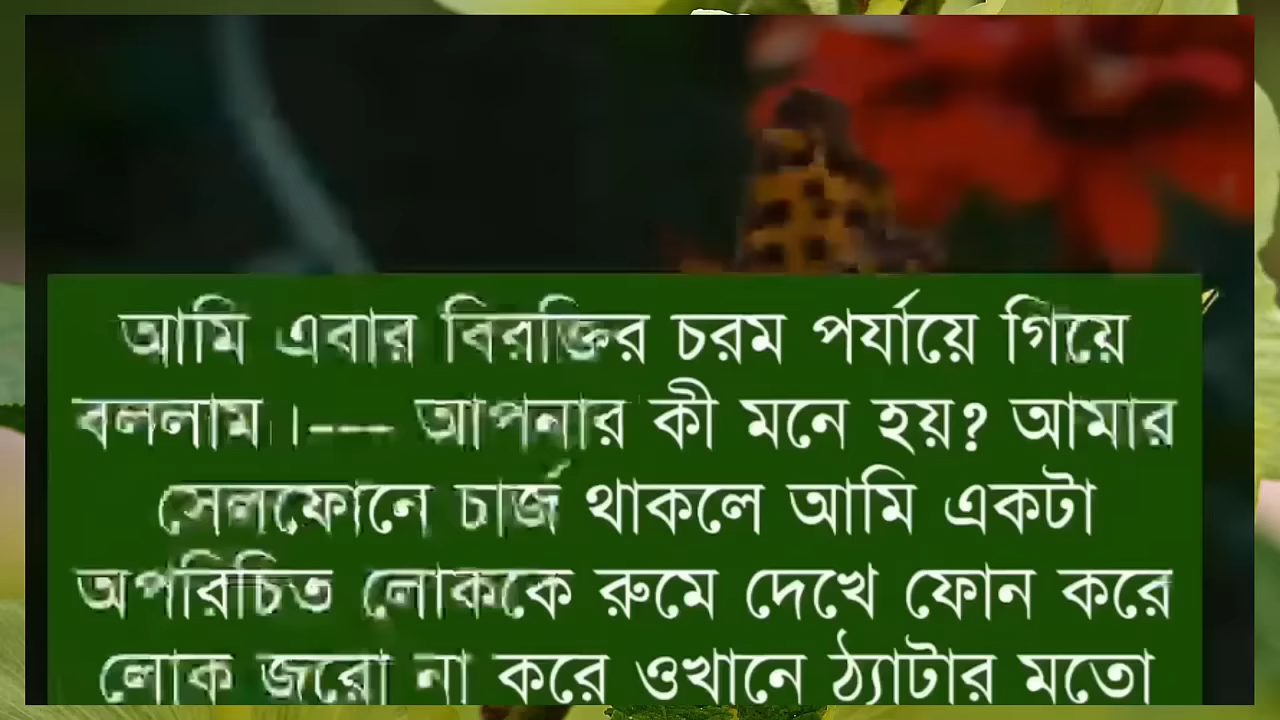 আমি এবার বিরক্তির চরম পর্যায়ে গিয়ে
বললাম।--- আপনার কী মনে হয়? আমার
সেলফোনে চার্জ থাকলে আমি একটা
অপরিচিত লোককে রুমে দেখে ফোন করে
লোক জরো না করে ওখানে ঠ্যাটার মতো